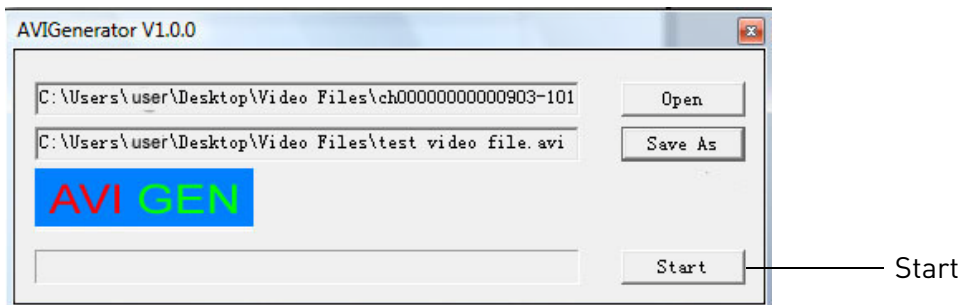 AVIGenerator V1.0.0
C:\Users\user\Desktop\Video Files\ch00000000000903-101
Open
C:\Users\user\Desktop\Video Files\test video file.avi
Save As
AVI GEN
Start
Start